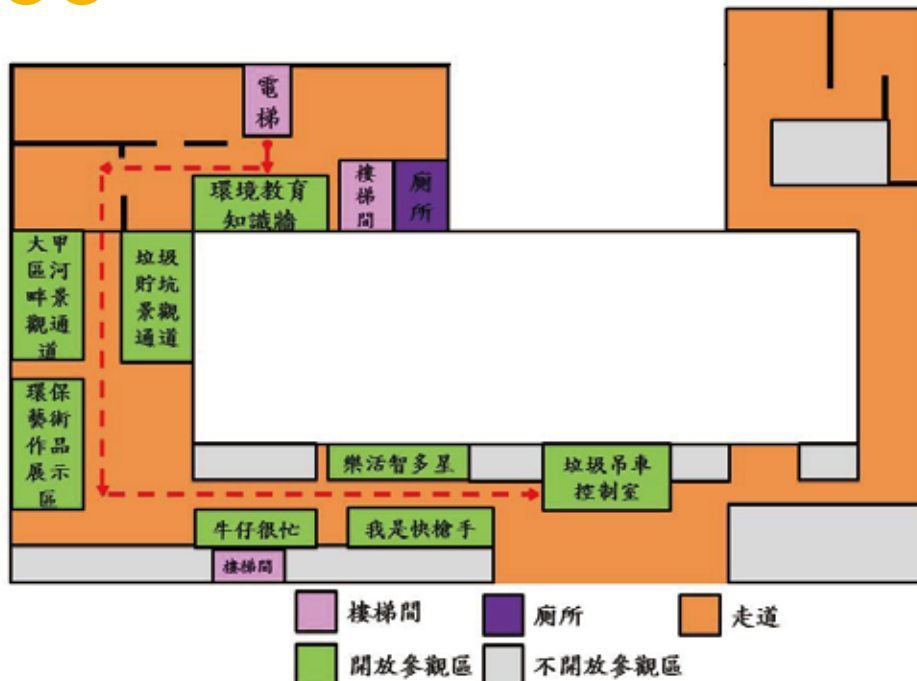 電
梯
環境教育
知識牆
樓
梯
間
廁
所
大甲
區河
畔景
觀通
道
垃圾
貯坑
景觀
通道
環保
藝術
作品
展示
區
樂活智多星
垃圾吊車
控制室
牛仔很忙
我是快槍手
樓梯間
樓梯間
廁所
走道
開放參觀區
不開放參觀區